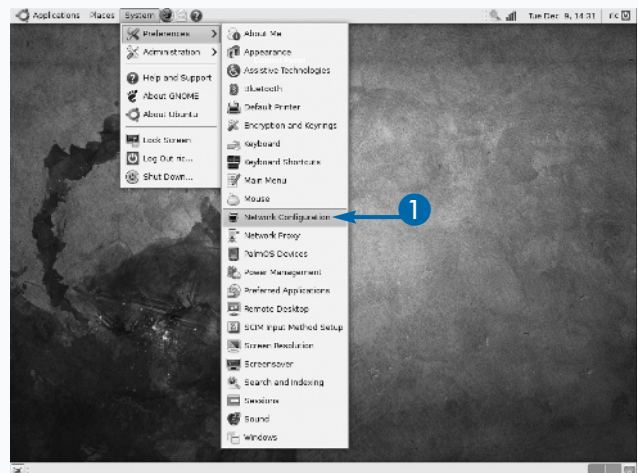 Applications Places System Tue Dec 9, 14:31 ric
Preferences
Administration
Help and Support
About GNOME
About Ubuntu
Lock Screen
Log Out ric...
Shut Down...
About Me
Appearance
Assistive Technologies
Bluetooth
Default Printer
Encryption and Keyrings
Keyboard
Keyboard Shortcuts
Main Menu
Mouse
Network Configuration
1
Network Proxy
PalmOS Devices
Power Management
Preferred Applications
Remote Desktop
SCIM Input Method Setup
Screen Resolution
Screensaver
Search and Indexing
Sessions
Sound
Windows